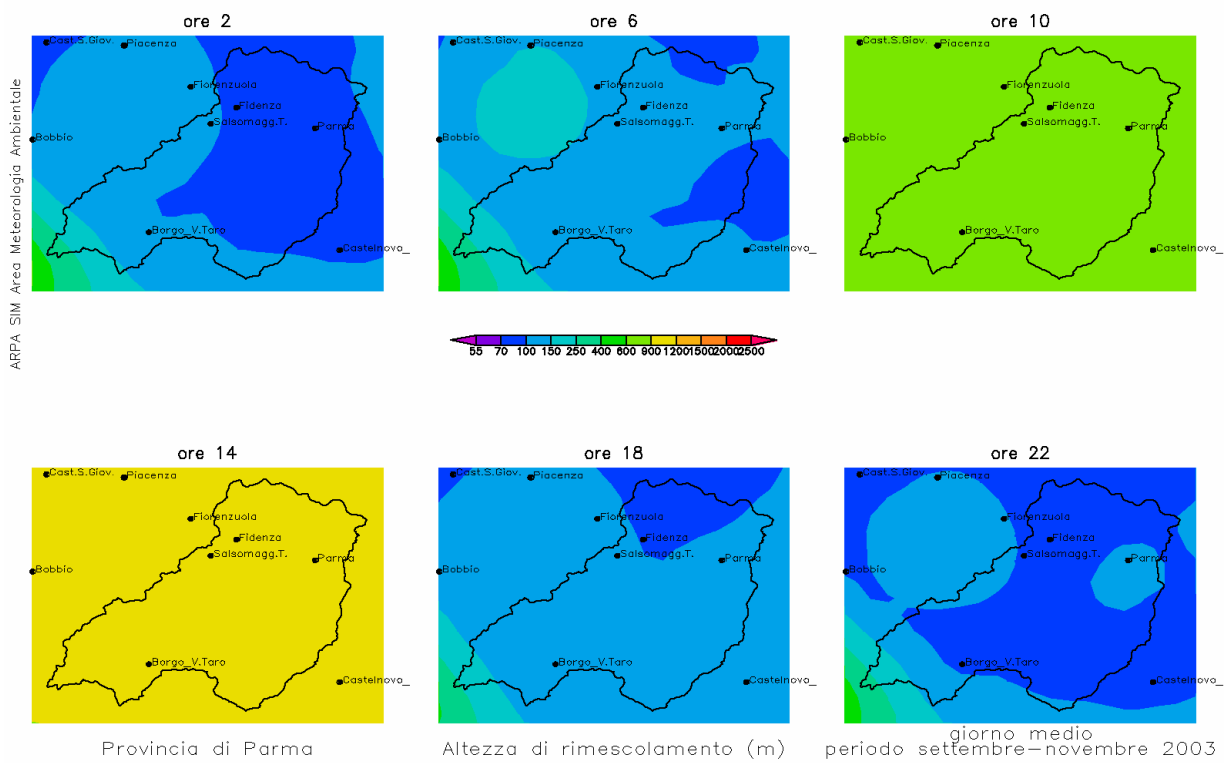 ore 2
ore 6
ore 10
ARPA SIM Area Meteorologia Ambientale
Cast.S.Giov.
Piacenza
Fiorenzuola
Fidenza
Salsomagg.T.
Parma
Bobbio
Borgo_V.Taro
Castelnovo_
Cast.S.Giov.
Piacenza
Fiorenzuola
Fidenza
Salsomagg.T.
Parma
Bobbio
Borgo_V.Taro
Castelnovo_
Cast.S.Giov.
Piacenza
Fiorenzuola
Fidenza
Salsomagg.T.
Parma
Bobbio
Borgo_V.Taro
Castelnovo_
55 70 100 150 250 400 600 800 1200 1500 2000 2500
ore 14
ore 18
ore 22
Cast.S.Giov.
Piacenza
Fiorenzuola
Fidenza
Salsomagg.T.
Parma
Bobbio
Borgo_V.Taro
Castelnovo_
Cast.S.Giov.
Piacenza
Fiorenzuola
Fidenza
Salsomagg.T.
Parma
Bobbio
Borgo_V.Taro
Castelnovo_
Cast.S.Giov.
Piacenza
Fiorenzuola
Fidenza
Salsomagg.T.
Parma
Bobbio
Borgo_V.Taro
Castelnovo_
Provincia di Parma
Altezza di rimescolamento (m)
giorno medio
periodo settembre-novembre 2003